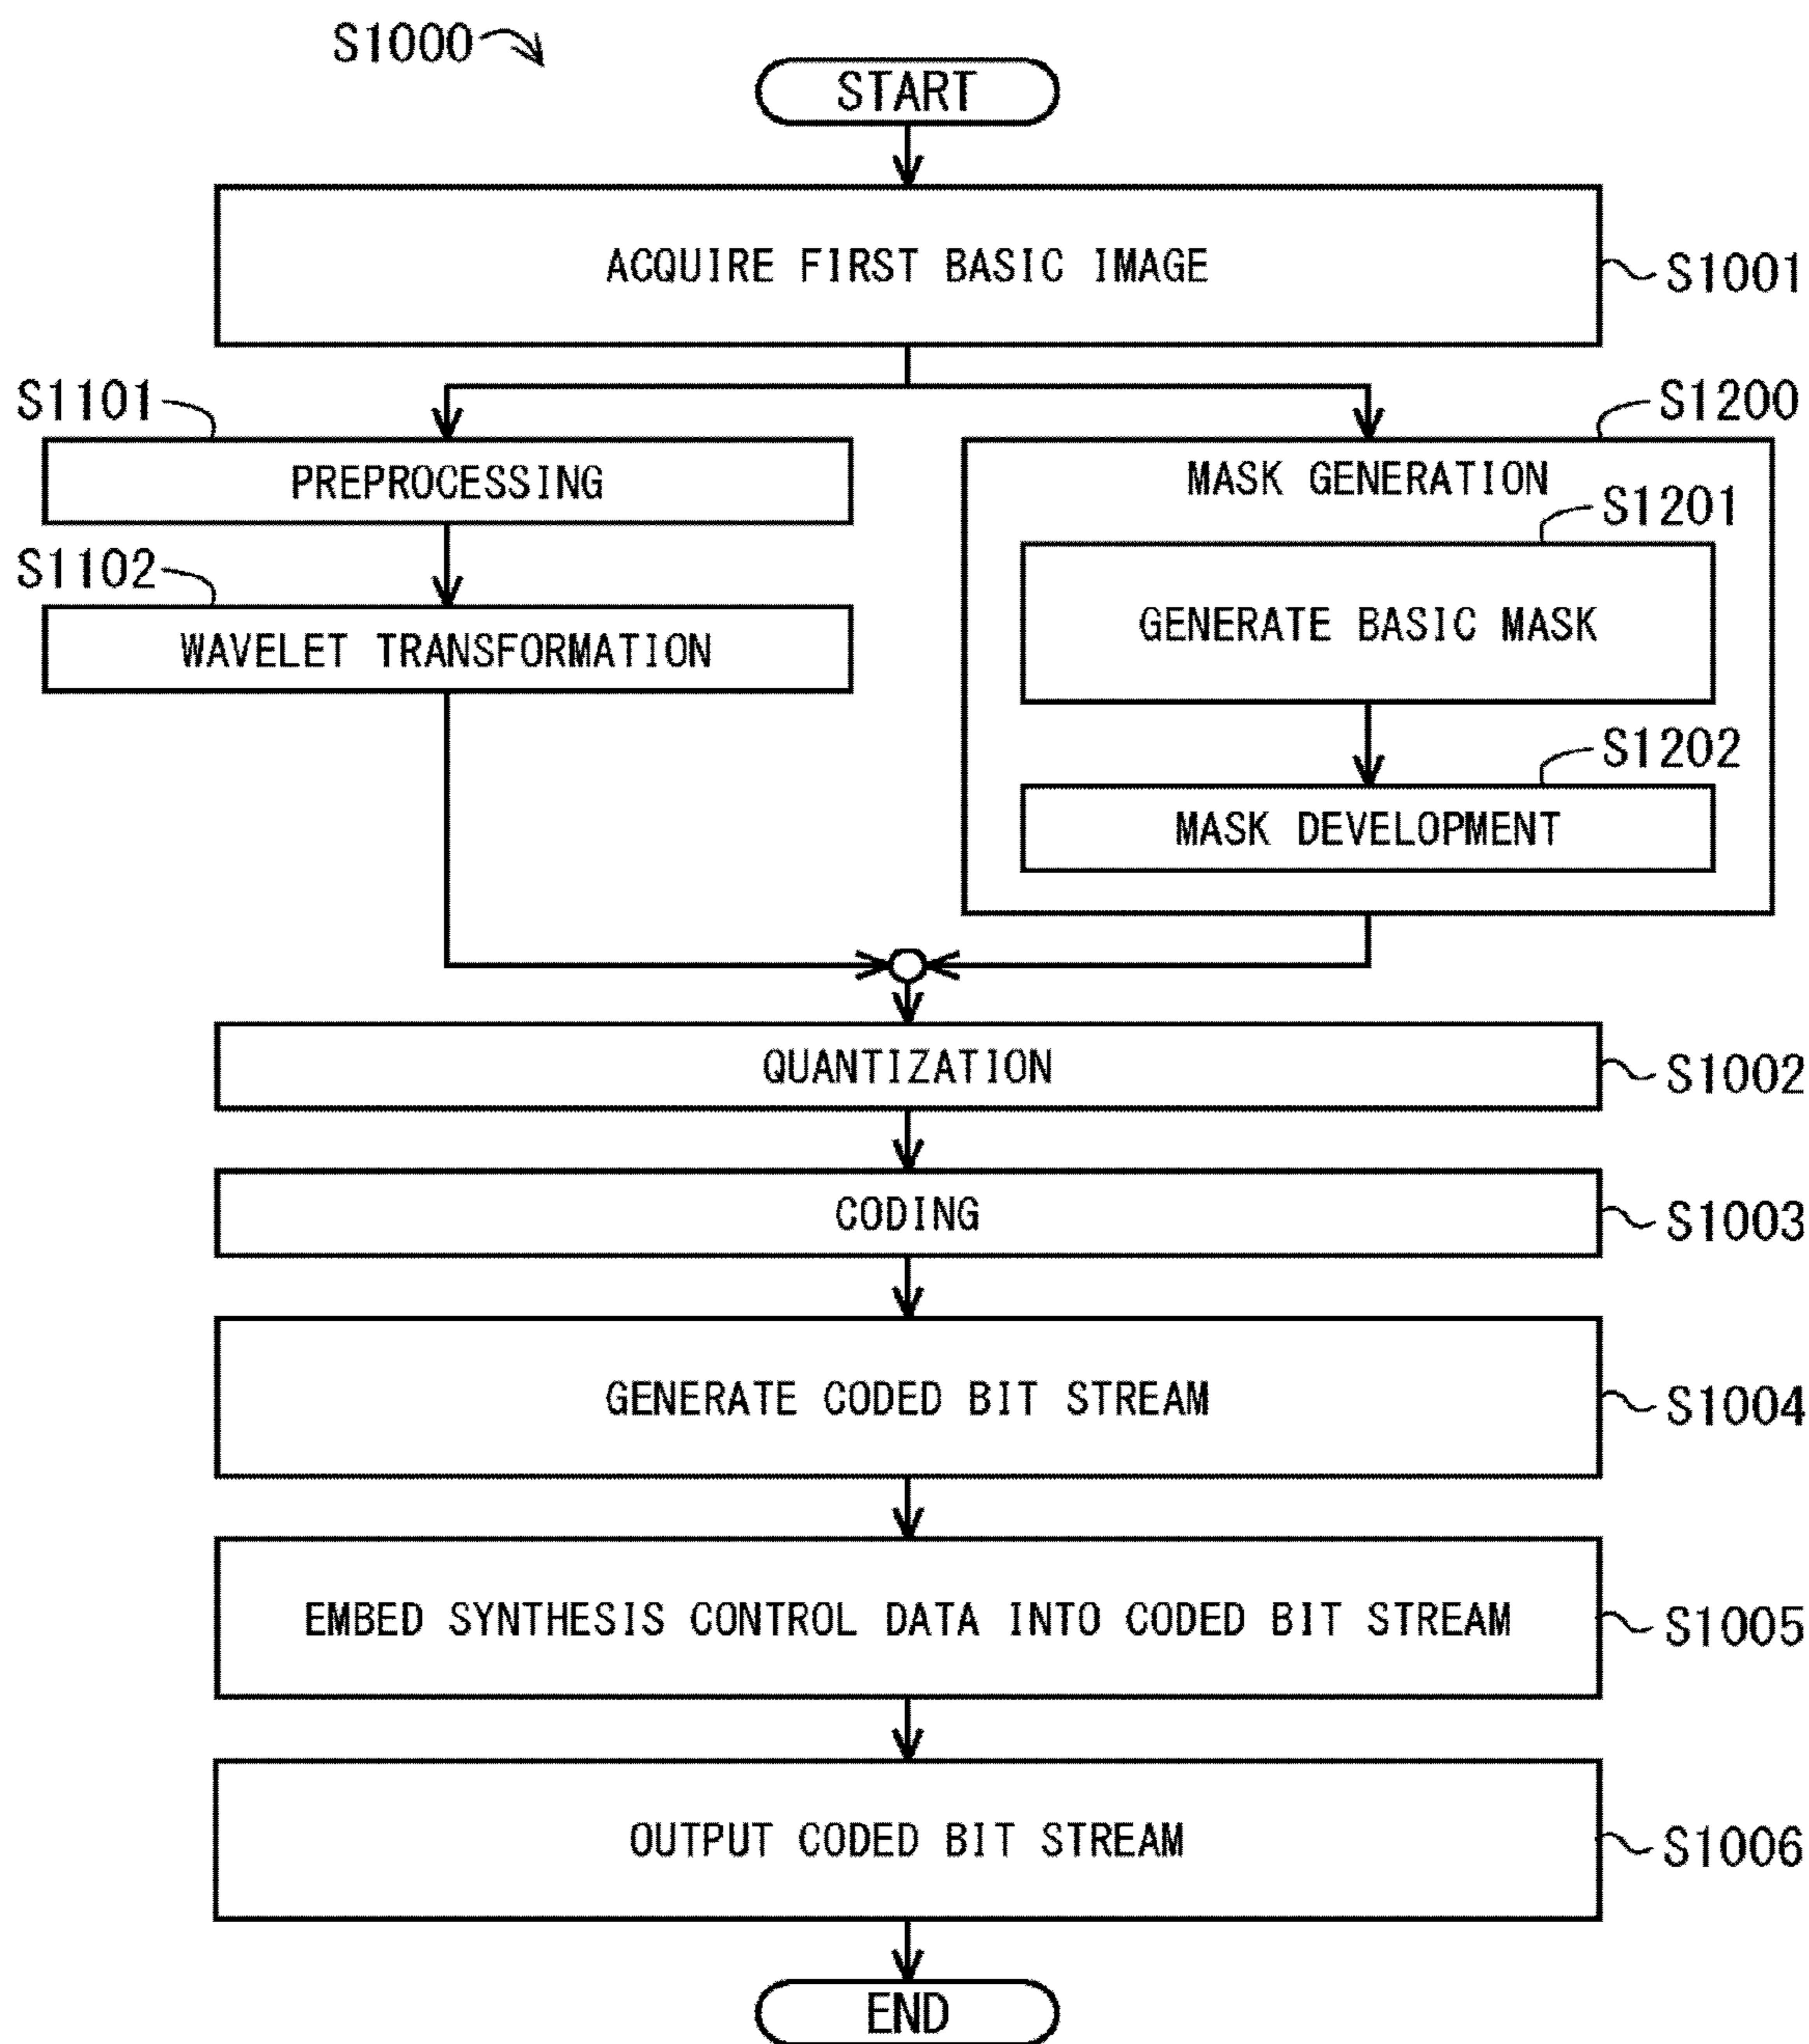 S1000
START
ACQUIRE FIRST BASIC IMAGE
S1001
S1101
PREPROCESSING
S1102
WAVELET TRANSFORMATION
S1200
MASK GENERATION
S1201
GENERATE BASIC MASK
S1202
MASK DEVELOPMENT
QUANTIZATION
S1002
CODING
S1003
GENERATE CODED BIT STREAM
S1004
EMBED SYNTHESIS CONTROL DATA INTO CODED BIT STREAM
S1005
OUTPUT CODED BIT STREAM
S1006
END